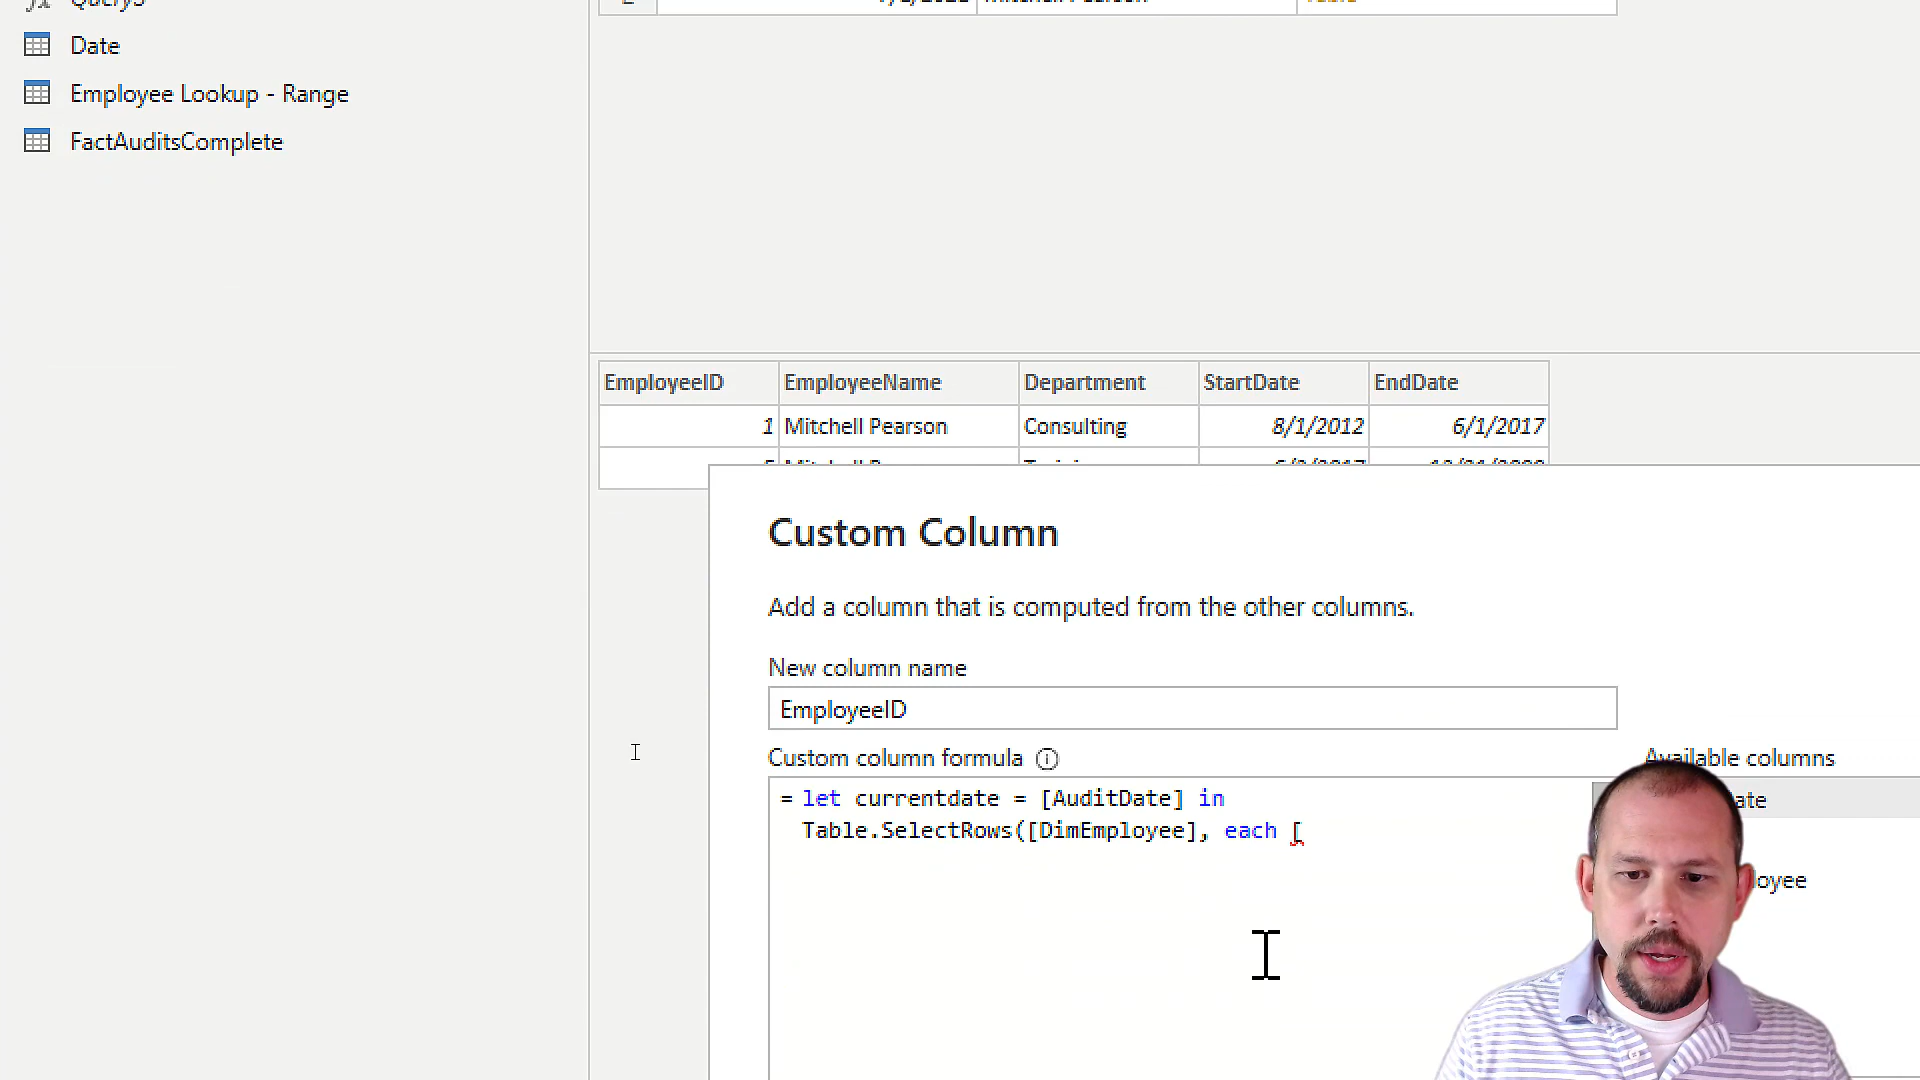 Date
Employee Lookup - Range
FactAuditsComplete
EmployeeID EmployeeName Department StartDate EndDate
1 Mitchell Pearson Consulting 8/1/2012 6/1/2017
Custom Column
Add a column that is computed from the other columns.
New column name
EmployeeID
Custom column formula
Available columns
= let currentdate = [AuditDate] in
Table.SelectRows([DimEmployee], each [